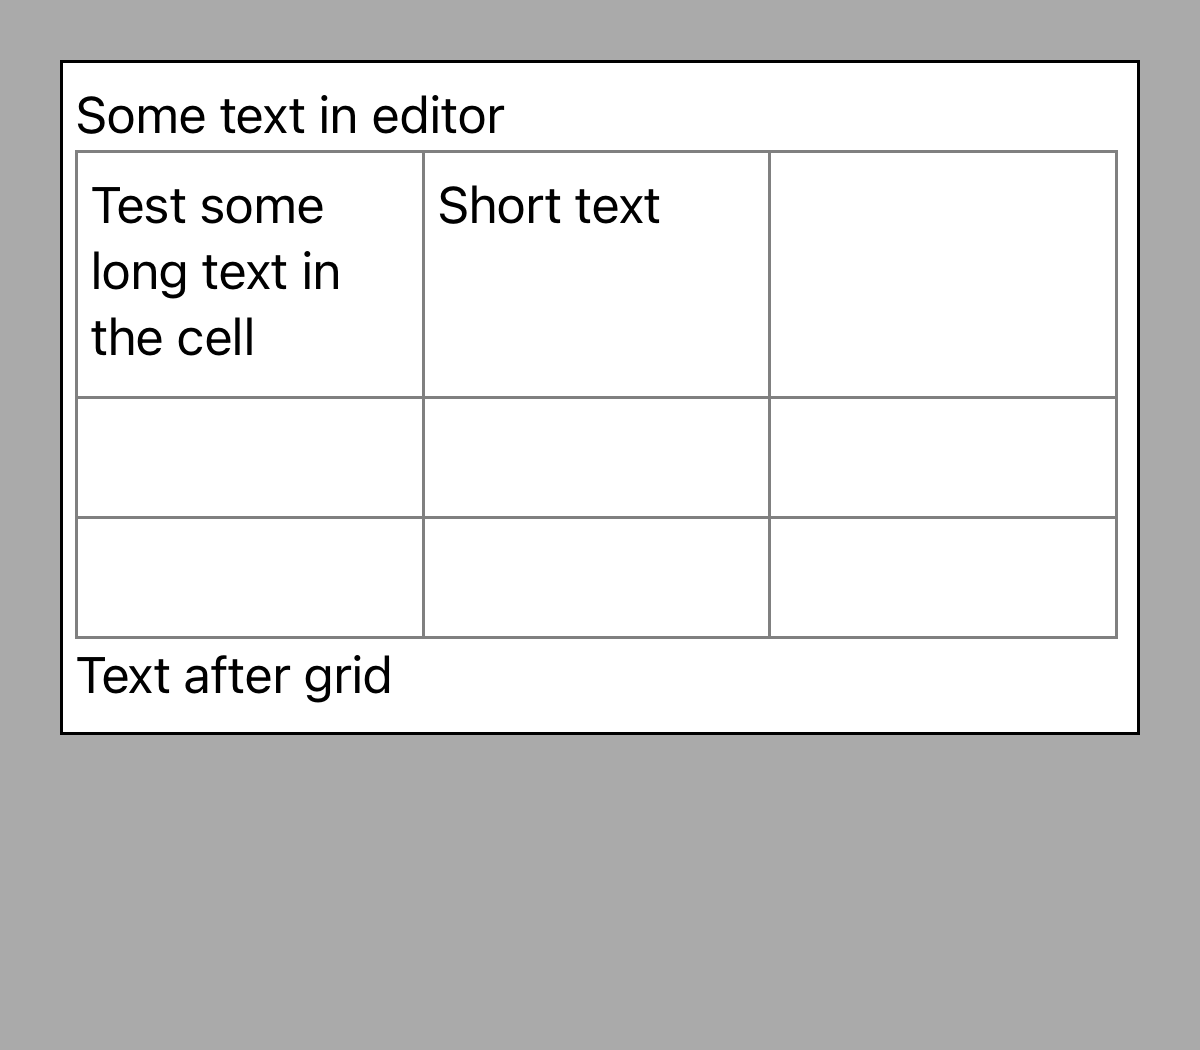 Some text in editor
Test some
long text in
the cell
Short text
Text after grid